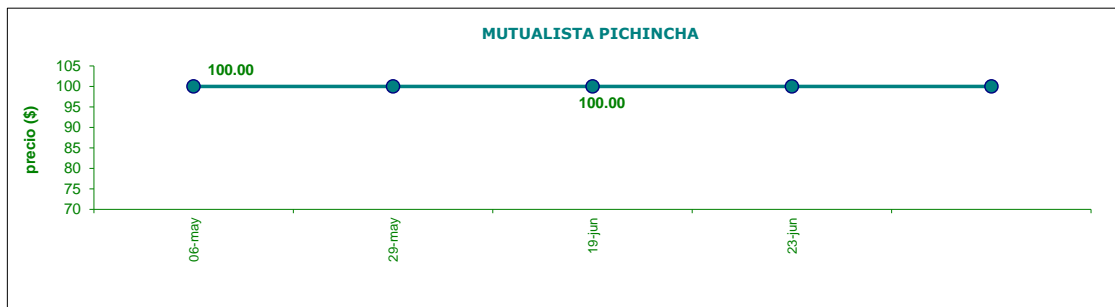 MUTUALISTA PICHINCHA
precio ($)
105
100
95
90
85
80
75
70
100.00
100.00
06-may
29-may
19-jun
23-jun